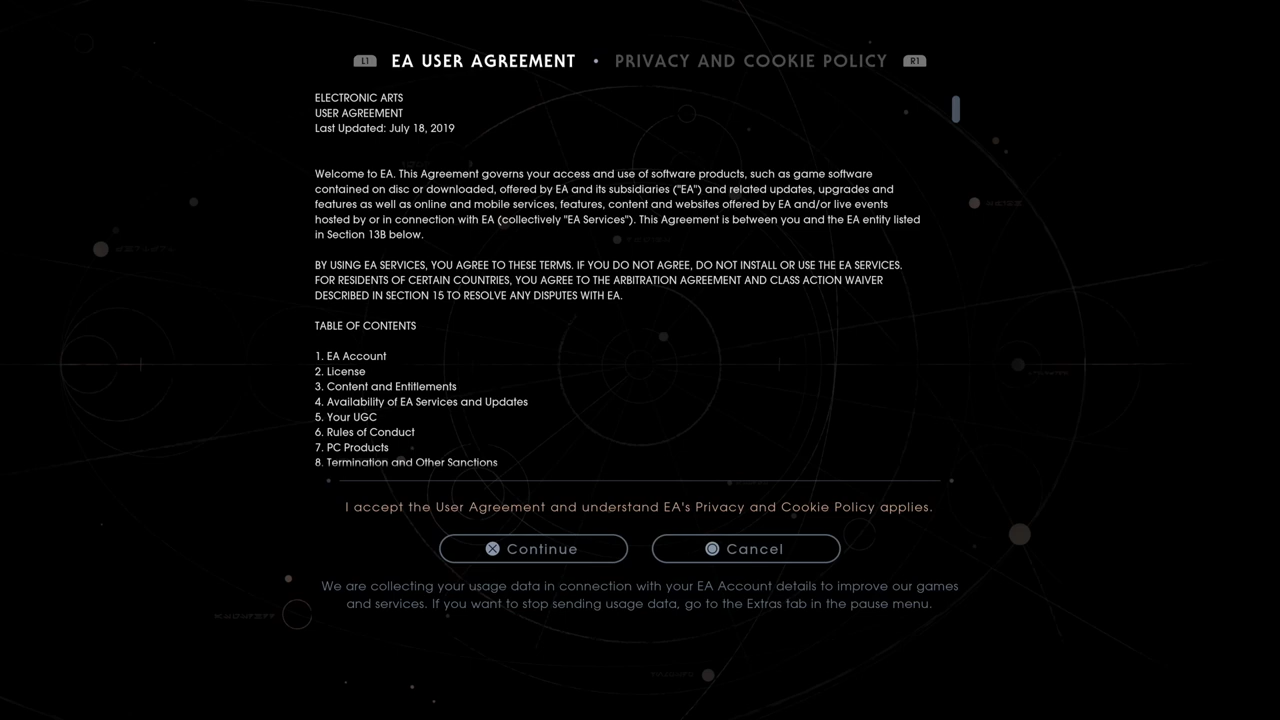 L1 EA USER AGREEMENT • PRIVACY AND COOKIE POLICY R1
ELECTRONIC ARTS
USER AGREEMENT
Last Updated: July 18, 2019
Welcome to EA. This Agreement governs your access and use of software products, such as game software
contained on disc or downloaded, offered by EA and its subsidiaries ("EA") and related updates, upgrades and
features as well as online and mobile services, features, content and websites offered by EA and/or live events
hosted by or in connection with EA (collectively "EA Services"). This Agreement is between you and the EA entity listed
in Section 13B below.
BY USING EA SERVICES, YOU AGREE TO THESE TERMS. IF YOU DO NOT AGREE, DO NOT INSTALL OR USE THE EA SERVICES.
FOR RESIDENTS OF CERTAIN COUNTRIES, YOU AGREE TO THE ARBITRATION AGREEMENT AND CLASS ACTION WAIVER
DESCRIBED IN SECTION 15 TO RESOLVE ANY DISPUTES WITH EA.
TABLE OF CONTENTS
1. EA Account
2. License
3. Content and Entitlements
4. Availability of EA Services and Updates
5. Your UGC
6. Rules of Conduct
7. PC Products
8. Termination and Other Sanctions
I accept the User Agreement and understand EA's Privacy and Cookie Policy applies.
Continue Cancel
We are collecting your usage data in connection with your EA Account details to improve our games
and services. If you want to stop sending usage data, go to the Extras tab in the pause menu.